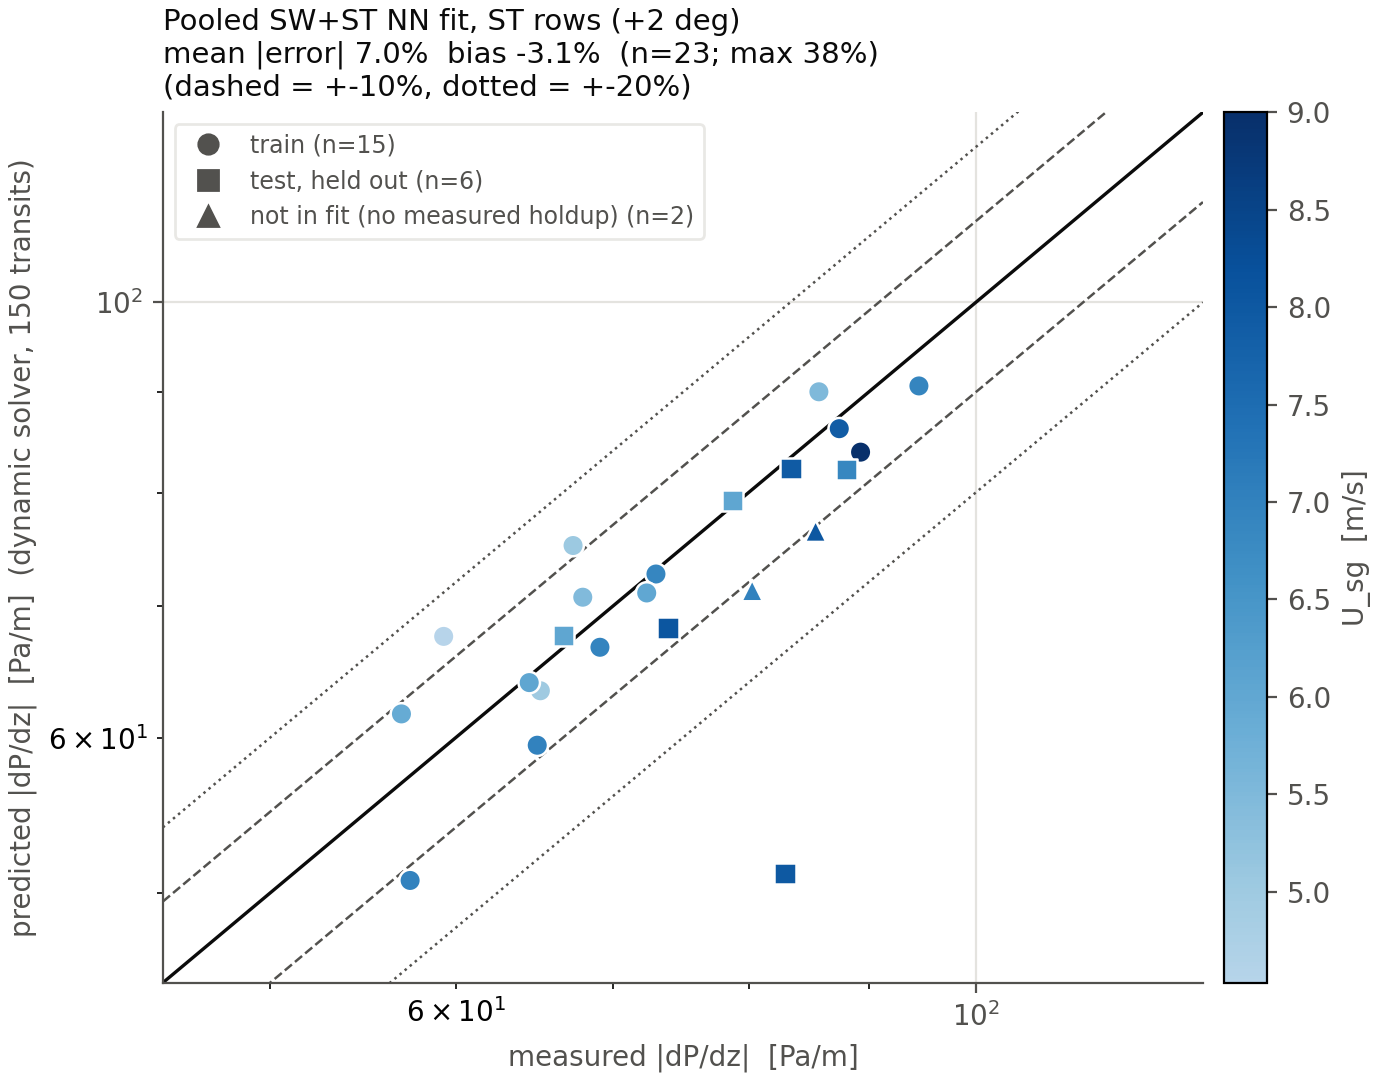 Pooled SW+ST NN fit, ST rows (+2 deg)
mean |error| 7.0%  bias -3.1%  (n=23; max 38%)
(dashed = +-10%, dotted = +-20%)
train (n=15)
test, held out (n=6)
not in fit (no measured holdup) (n=2)
predicted |dP/dz|  [Pa/m]  (dynamic solver, 150 transits)
10²
6 × 10¹
6 × 10¹
10²
measured |dP/dz|  [Pa/m]
9.0
8.5
8.0
7.5
7.0
6.5
6.0
5.5
5.0
U_sg  [m/s]